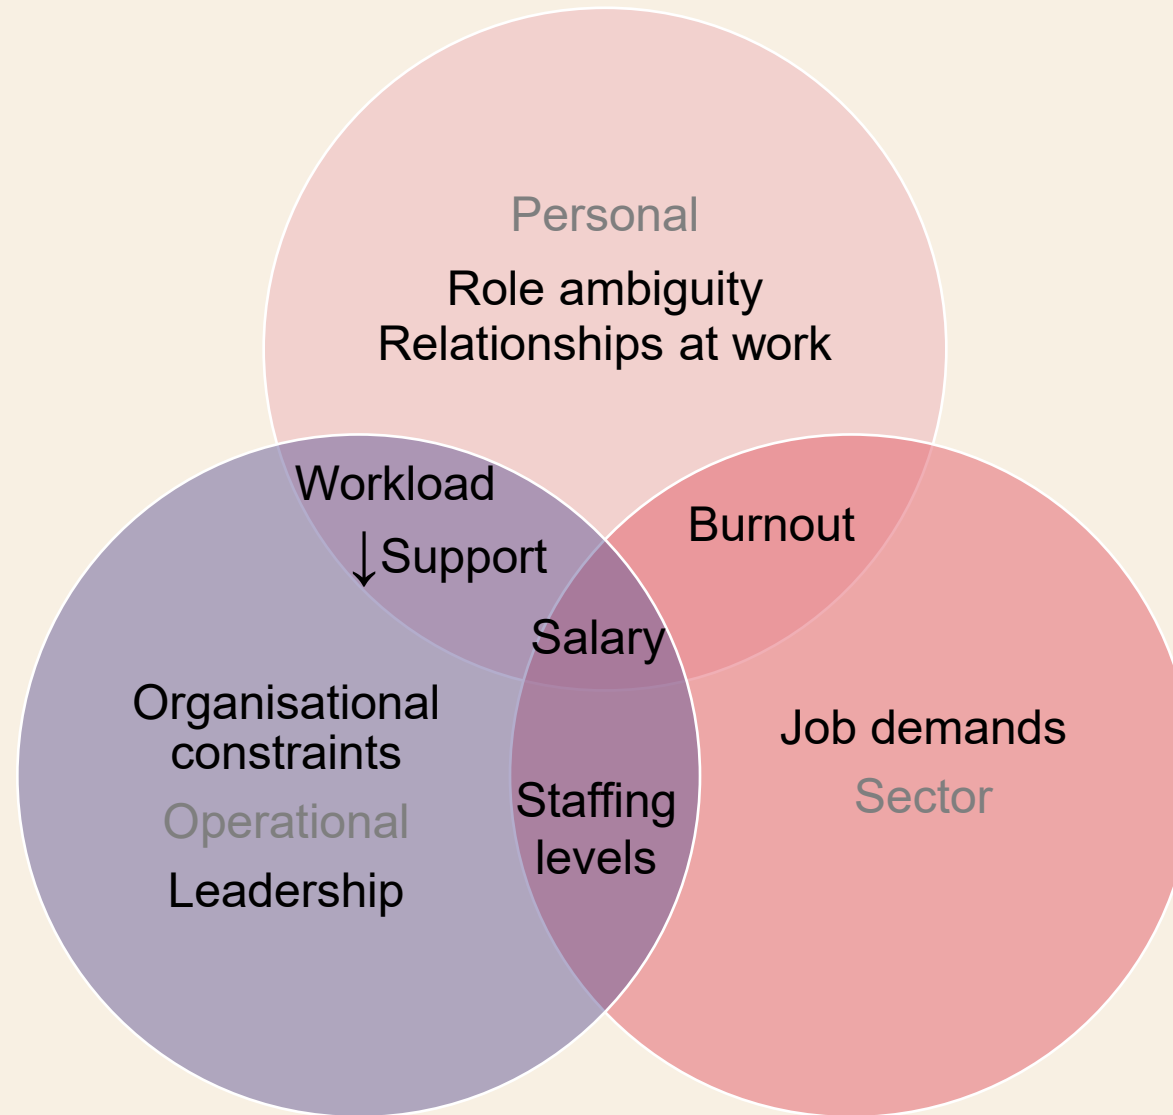 Personal
Role ambiguity
Relationships at work
Workload
↓Support
Burnout
Salary
Organisational
constraints
Operational
Leadership
Staffing
levels
Job demands
Sector